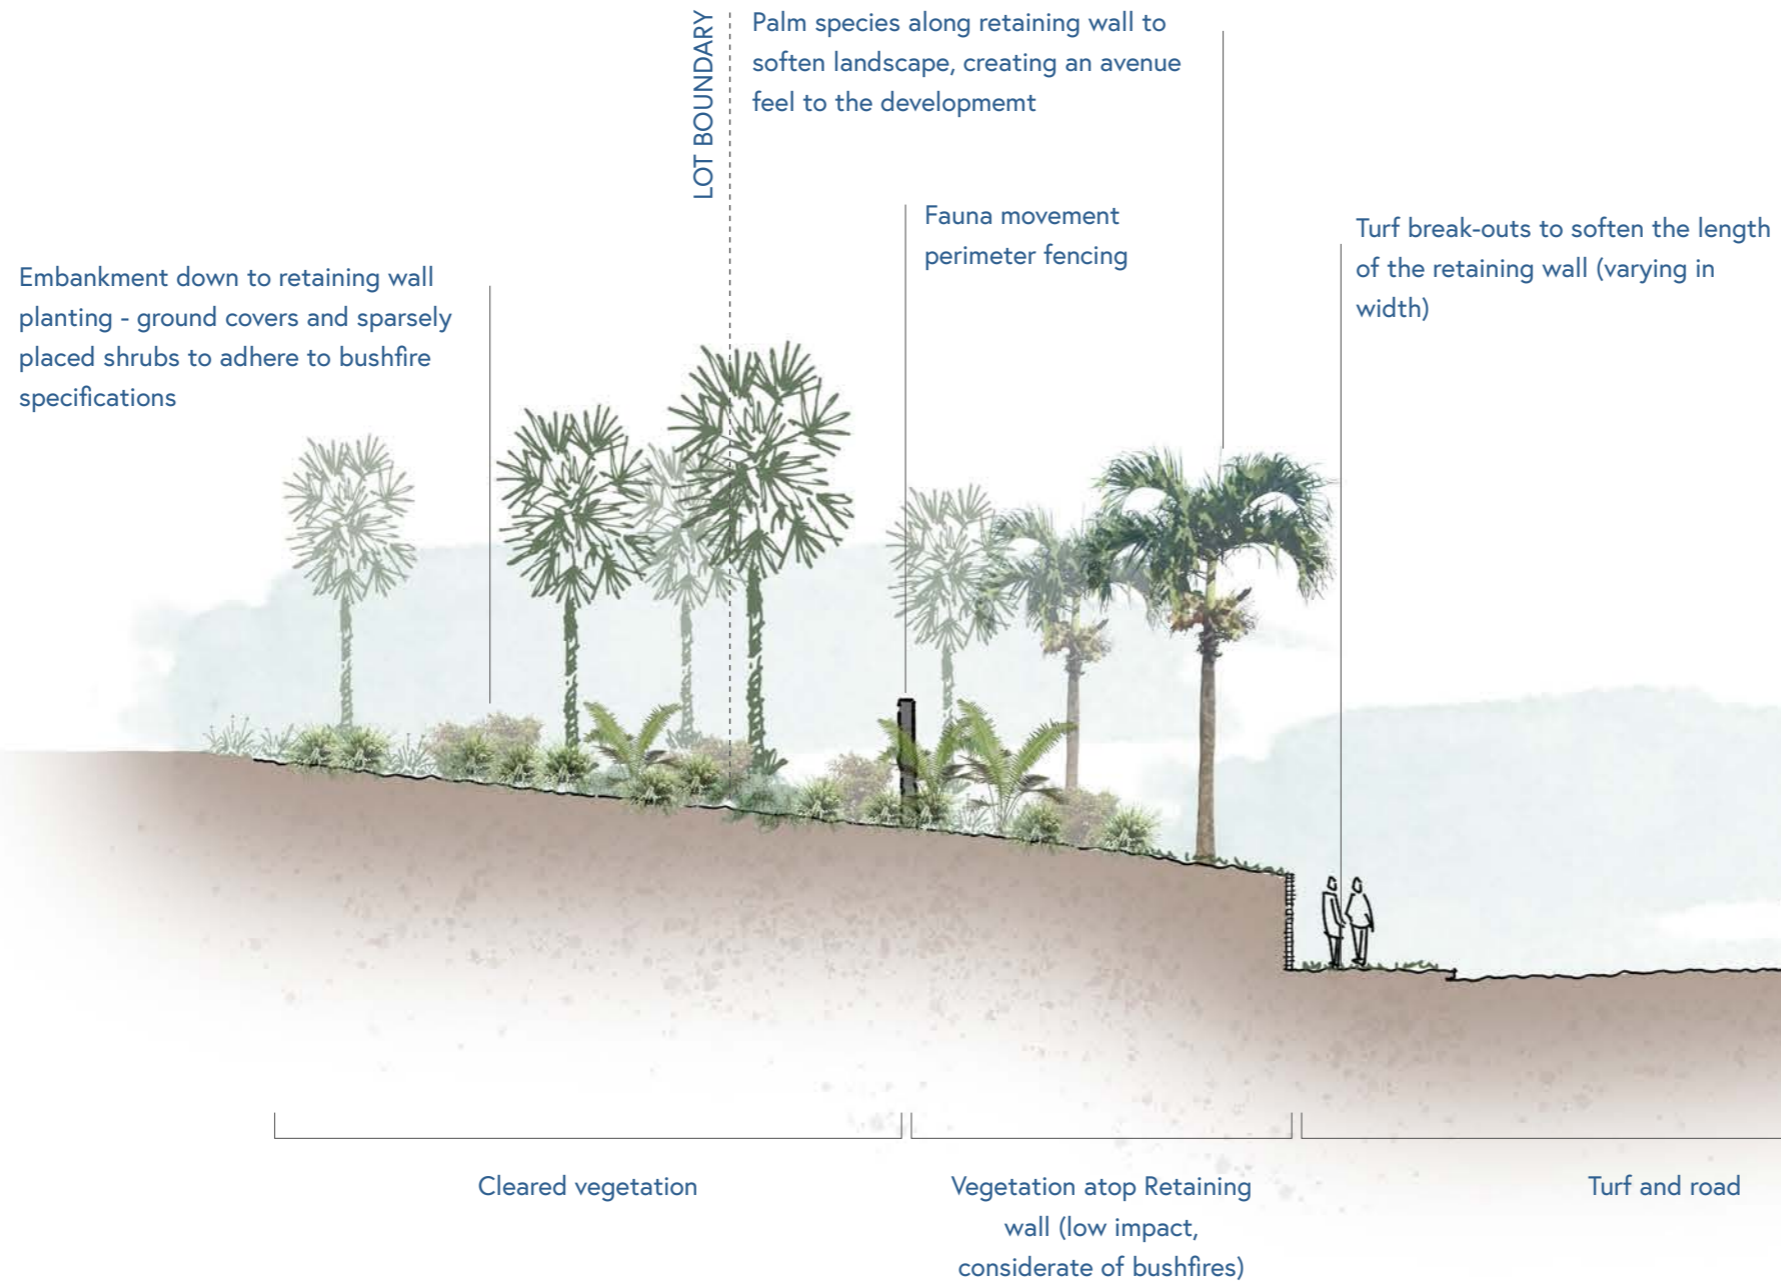 LOT BOUNDARY
Palm species along retaining wall to
soften landscape, creating an avenue
feel to the developmemt
Fauna movement
perimeter fencing
Turf break-outs to soften the length
of the retaining wall (varying in
width)
Embankment down to retaining wall
planting - ground covers and sparsely
placed shrubs to adhere to bushfire
specifications
Cleared vegetation
Vegetation atop Retaining
wall (low impact,
considerate of bushfires)
Turf and road